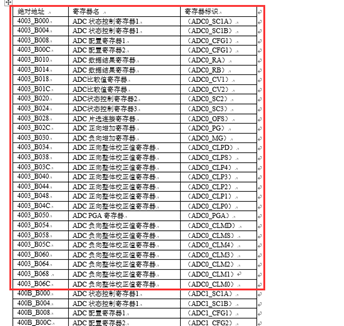 绝对地址 寄存器名 寄存器标识
4003_B000 ADC 状态控制寄存器1 (ADC0_SC1A)
4003_B004 ADC 状态控制寄存器1 (ADC0_SC1B)
4003_B008 ADC 配置寄存器1 (ADC0_CFG1)
4003_B00C ADC 配置寄存器2 (ADC0_CFG1)
4003_B010 ADC 数据结果寄存器 (ADC0_RA)
4003_B014 ADC 数据结果寄存器 (ADC0_RB)
4003_B018 ADC比较值寄存器 (ADC0_CV1)
4003_B01C ADC比较值寄存器 (ADC0_CV2)
4003_B020 ADC状态控制寄存器2 (ADC0_SC2)
4003_B024 ADC状态控制寄存器3 (ADC0_SC3)
4003_B028 ADC 寄存器 (ADC0_OFS)
4003_B02C ADC 正向增加寄存器 (ADC0_PG)
4003_B030 ADC 负向增加寄存器 (ADC0_MG)
4003_B034 ADC 正向整体校正值寄存器 (ADC0_CLPD)
4003_B038 ADC 正向整体校正值寄存器 (ADC0_CLPS)
4003_B03C ADC 正向整体校正值寄存器 (ADC0_CLP4)
4003_B040 ADC 正向整体校正值寄存器 (ADC0_CLP3)
4003_B044 ADC 正向整体校正值寄存器 (ADC0_CLP2)
4003_B048 ADC 正向整体校正值寄存器 (ADC0_CLP1)
4003_B04C ADC 正向整体校正值寄存器 (ADC0_CLP0)
4003_B050 ADC PGA 寄存器 (ADC0_PGA)
4003_B054 ADC 负向整体校正值寄存器 (ADC0_CLMD)
4003_B058 ADC 负向整体校正值寄存器 (ADC0_CLMS)
4003_B05C ADC 负向整体校正值寄存器 (ADC0_CLM4)
4003_B060 ADC 负向整体校正值寄存器 (ADC0_CLM3)
4003_B064 ADC 负向整体校正值寄存器 (ADC0_CLM2)
4003_B068 ADC 负向整体校正值寄存器 (ADC0_CLM1)
4003_B06C ADC 负向整体校正值寄存器 (ADC0_CLM0)
400B_B000 ADC 状态控制寄存器1 (ADC1_SC1A)
400B_B004 ADC 状态控制寄存器1 (ADC1_SC1B)
400B_B008 ADC 配置寄存器1 (ADC1_CFG1)
400B_B00C ADC 配置寄存器2 (ADC1_CFG2)